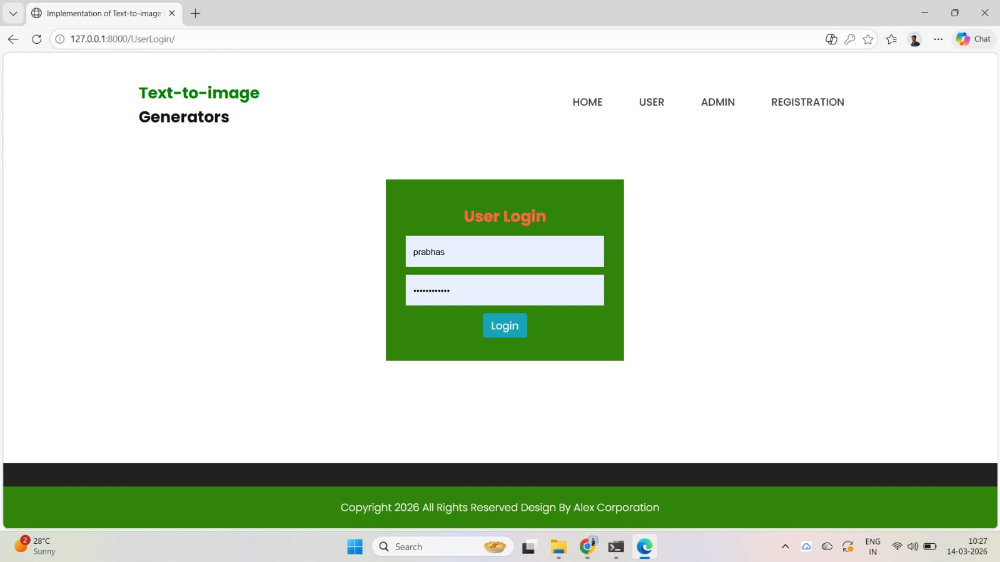 Implementation of Text-to-image
127.0.0.1:8000/UserLogin/
Chat
Text-to-image
Generators
HOME
USER
ADMIN
REGISTRATION
User Login
prabhas
••••••••••••
Login
Copyright 2026 All Rights Reserved Design By Alex Corporation
2
28°C
Sunny
Search
ENG
IN
10:27
14-03-2026